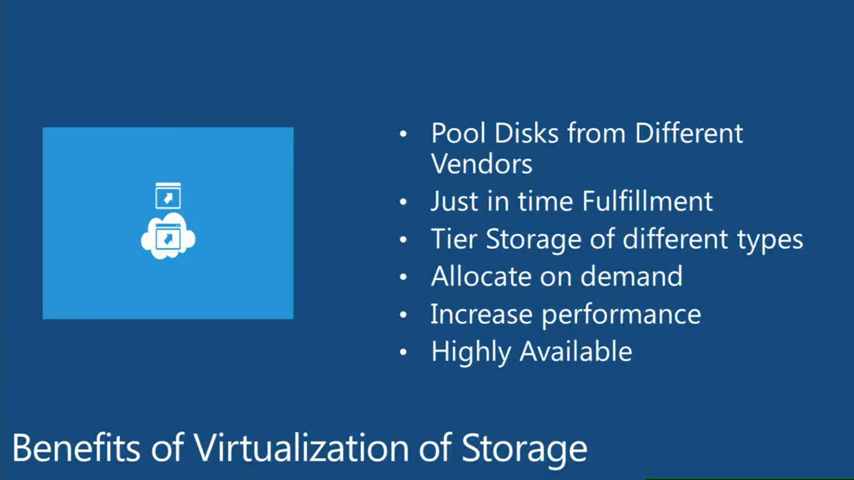 • Pool Disks from Different
Vendors
• Just in time Fulfillment
• Tier Storage of different types
• Allocate on demand
• Increase performance
• Highly Available
Benefits of Virtualization of Storage